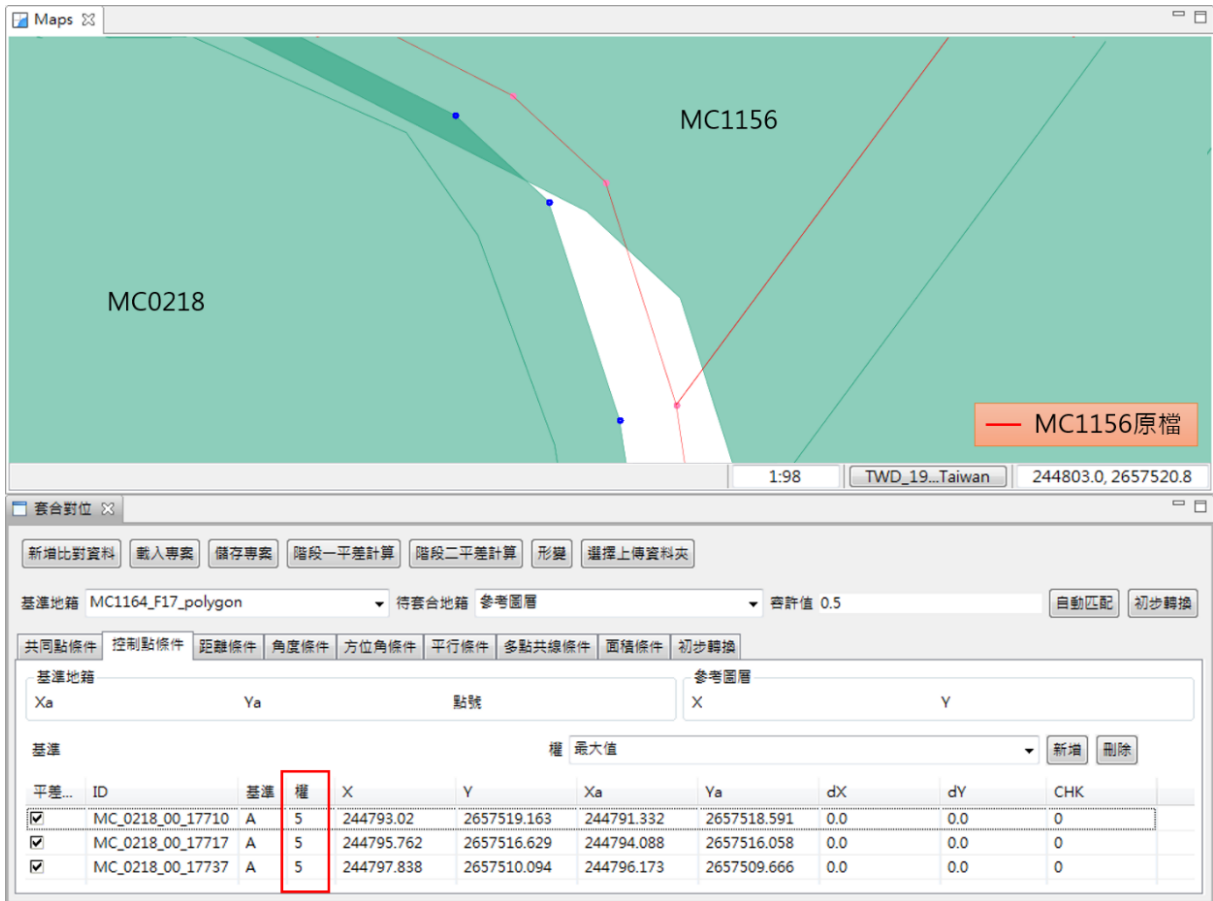 Maps
MC1156
MC0218
MC1156原檔
1:98 TWD_19...Taiwan 244803.0, 2657520.8
套合對位
新增比對資料 載入專案 儲存專案 階段一平差計算 階段二平差計算 形變 選擇上傳資料夾
基準地籍 MC1164_F17_polygon 待套合地籍 參考圖層 容許值 0.5 自動匹配 初步轉換
共同點條件 控制點條件 距離條件 角度條件 方位角條件 平行條件 多點共線條件 面積條件 初步轉換
基準地籍 參考圖層
Xa Ya 點號 X Y
基準 權 最大值 新增 刪除
平差... ID 基準 權 X Y Xa Ya dX dY CHK
MC_0218_00_17710 A 5 244793.02 2657519.163 244791.332 2657518.591 0.0 0.0 0
MC_0218_00_17717 A 5 244795.762 2657516.629 244794.088 2657516.058 0.0 0.0 0
MC_0218_00_17737 A 5 244797.838 2657510.094 244796.173 2657509.666 0.0 0.0 0